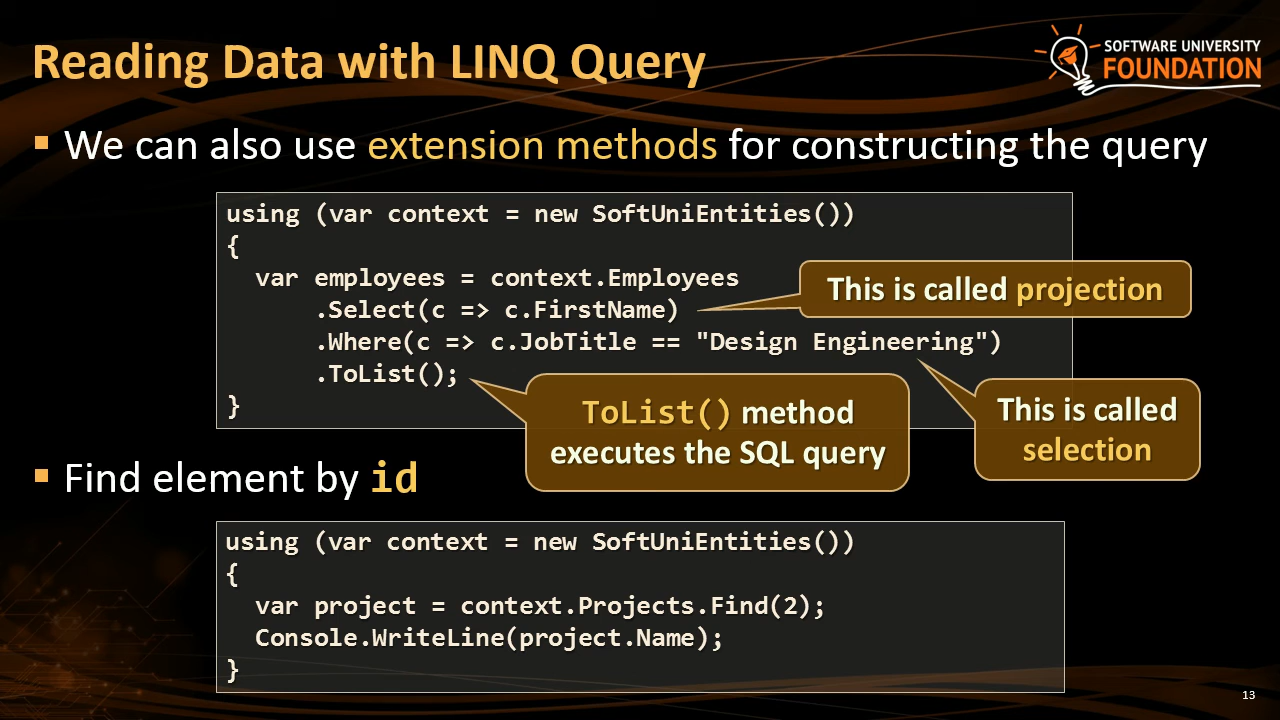 Reading Data with LINQ Query
SOFTWARE UNIVERSITY
FOUNDATION
We can also use extension methods for constructing the query
using (var context = new SoftUniEntities())
{
  var employees = context.Employees
      .Select(c => c.FirstName)
      .Where(c => c.JobTitle == "Design Engineering")
      .ToList();
}
This is called projection
This is called
selection
ToList() method
executes the SQL query
Find element by id
using (var context = new SoftUniEntities())
{
  var project = context.Projects.Find(2);
  Console.WriteLine(project.Name);
}
13